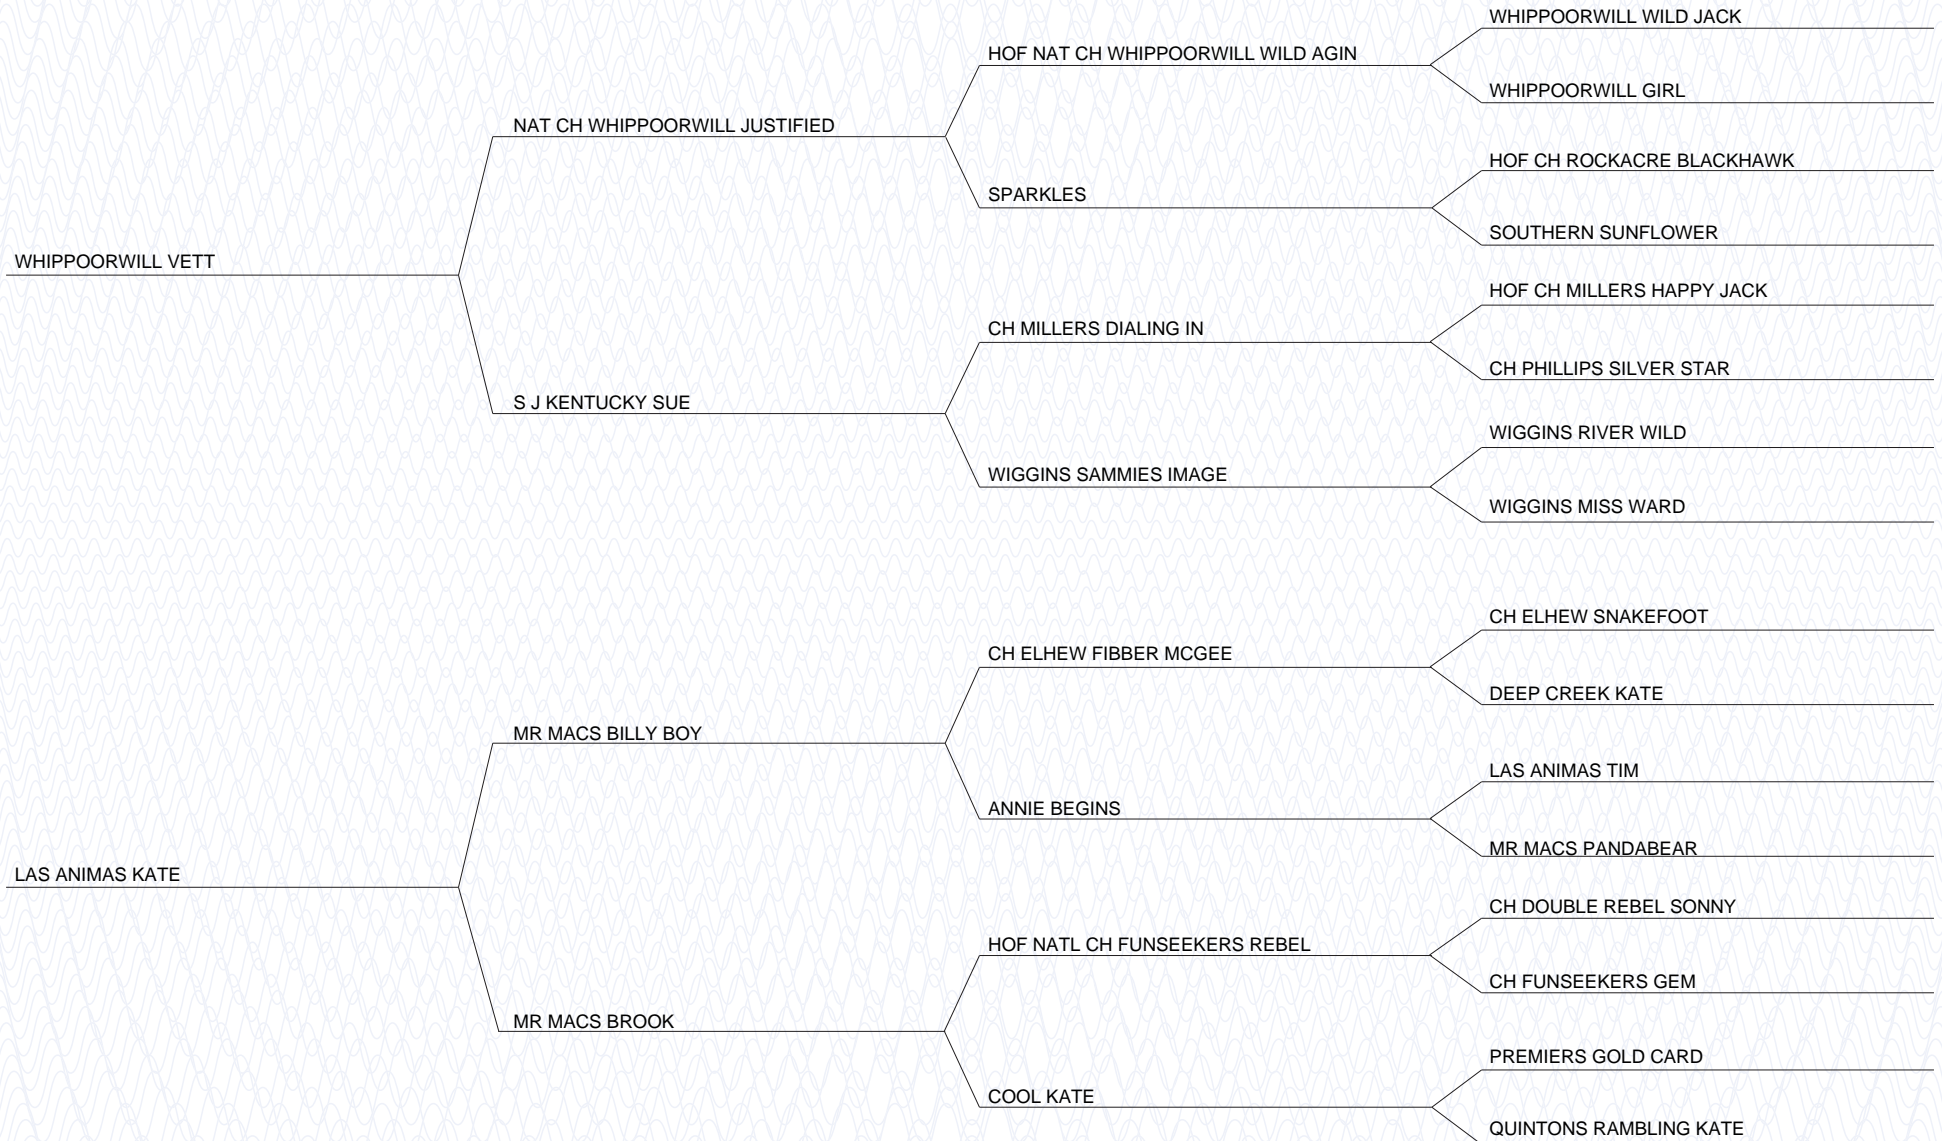 WHIPPOORWILL VETT
NAT CH WHIPPOORWILL JUSTIFIED
HOF NAT CH WHIPPOORWILL WILD AGIN
WHIPPOORWILL WILD JACK
WHIPPOORWILL GIRL
SPARKLES
HOF CH ROCKACRE BLACKHAWK
SOUTHERN SUNFLOWER
S J KENTUCKY SUE
CH MILLERS DIALING IN
HOF CH MILLERS HAPPY JACK
CH PHILLIPS SILVER STAR
WIGGINS SAMMIES IMAGE
WIGGINS RIVER WILD
WIGGINS MISS WARD
LAS ANIMAS KATE
MR MACS BILLY BOY
CH ELHEW FIBBER MCGEE
CH ELHEW SNAKEFOOT
DEEP CREEK KATE
ANNIE BEGINS
LAS ANIMAS TIM
MR MACS PANDABEAR
MR MACS BROOK
HOF NATL CH FUNSEEKERS REBEL
CH DOUBLE REBEL SONNY
CH FUNSEEKERS GEM
COOL KATE
PREMIERS GOLD CARD
QUINTONS RAMBLING KATE